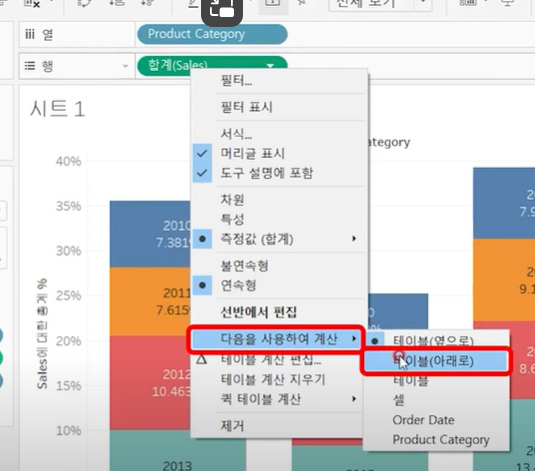 전체 보기
열
Product Category
행
합계(Sales)
시트 1
필터...
필터 표시
서식...
머리글 표시
도구 설명에 포함
차원
특성
측정값 (합계)
불연속형
연속형
선반에서 편집
다음을 사용하여 계산
테이블 계산 편집...
테이블 계산 지우기
퀵 테이블 계산
제거
테이블(옆으로)
테이블(아래로)
테이블
셀
Order Date
Product Category
ategory
Sales에 대한 총계 %
40%
35%
30%
25%
20%
15%
10%
2010
7.381
2011
7.615
2012
10.463
2013